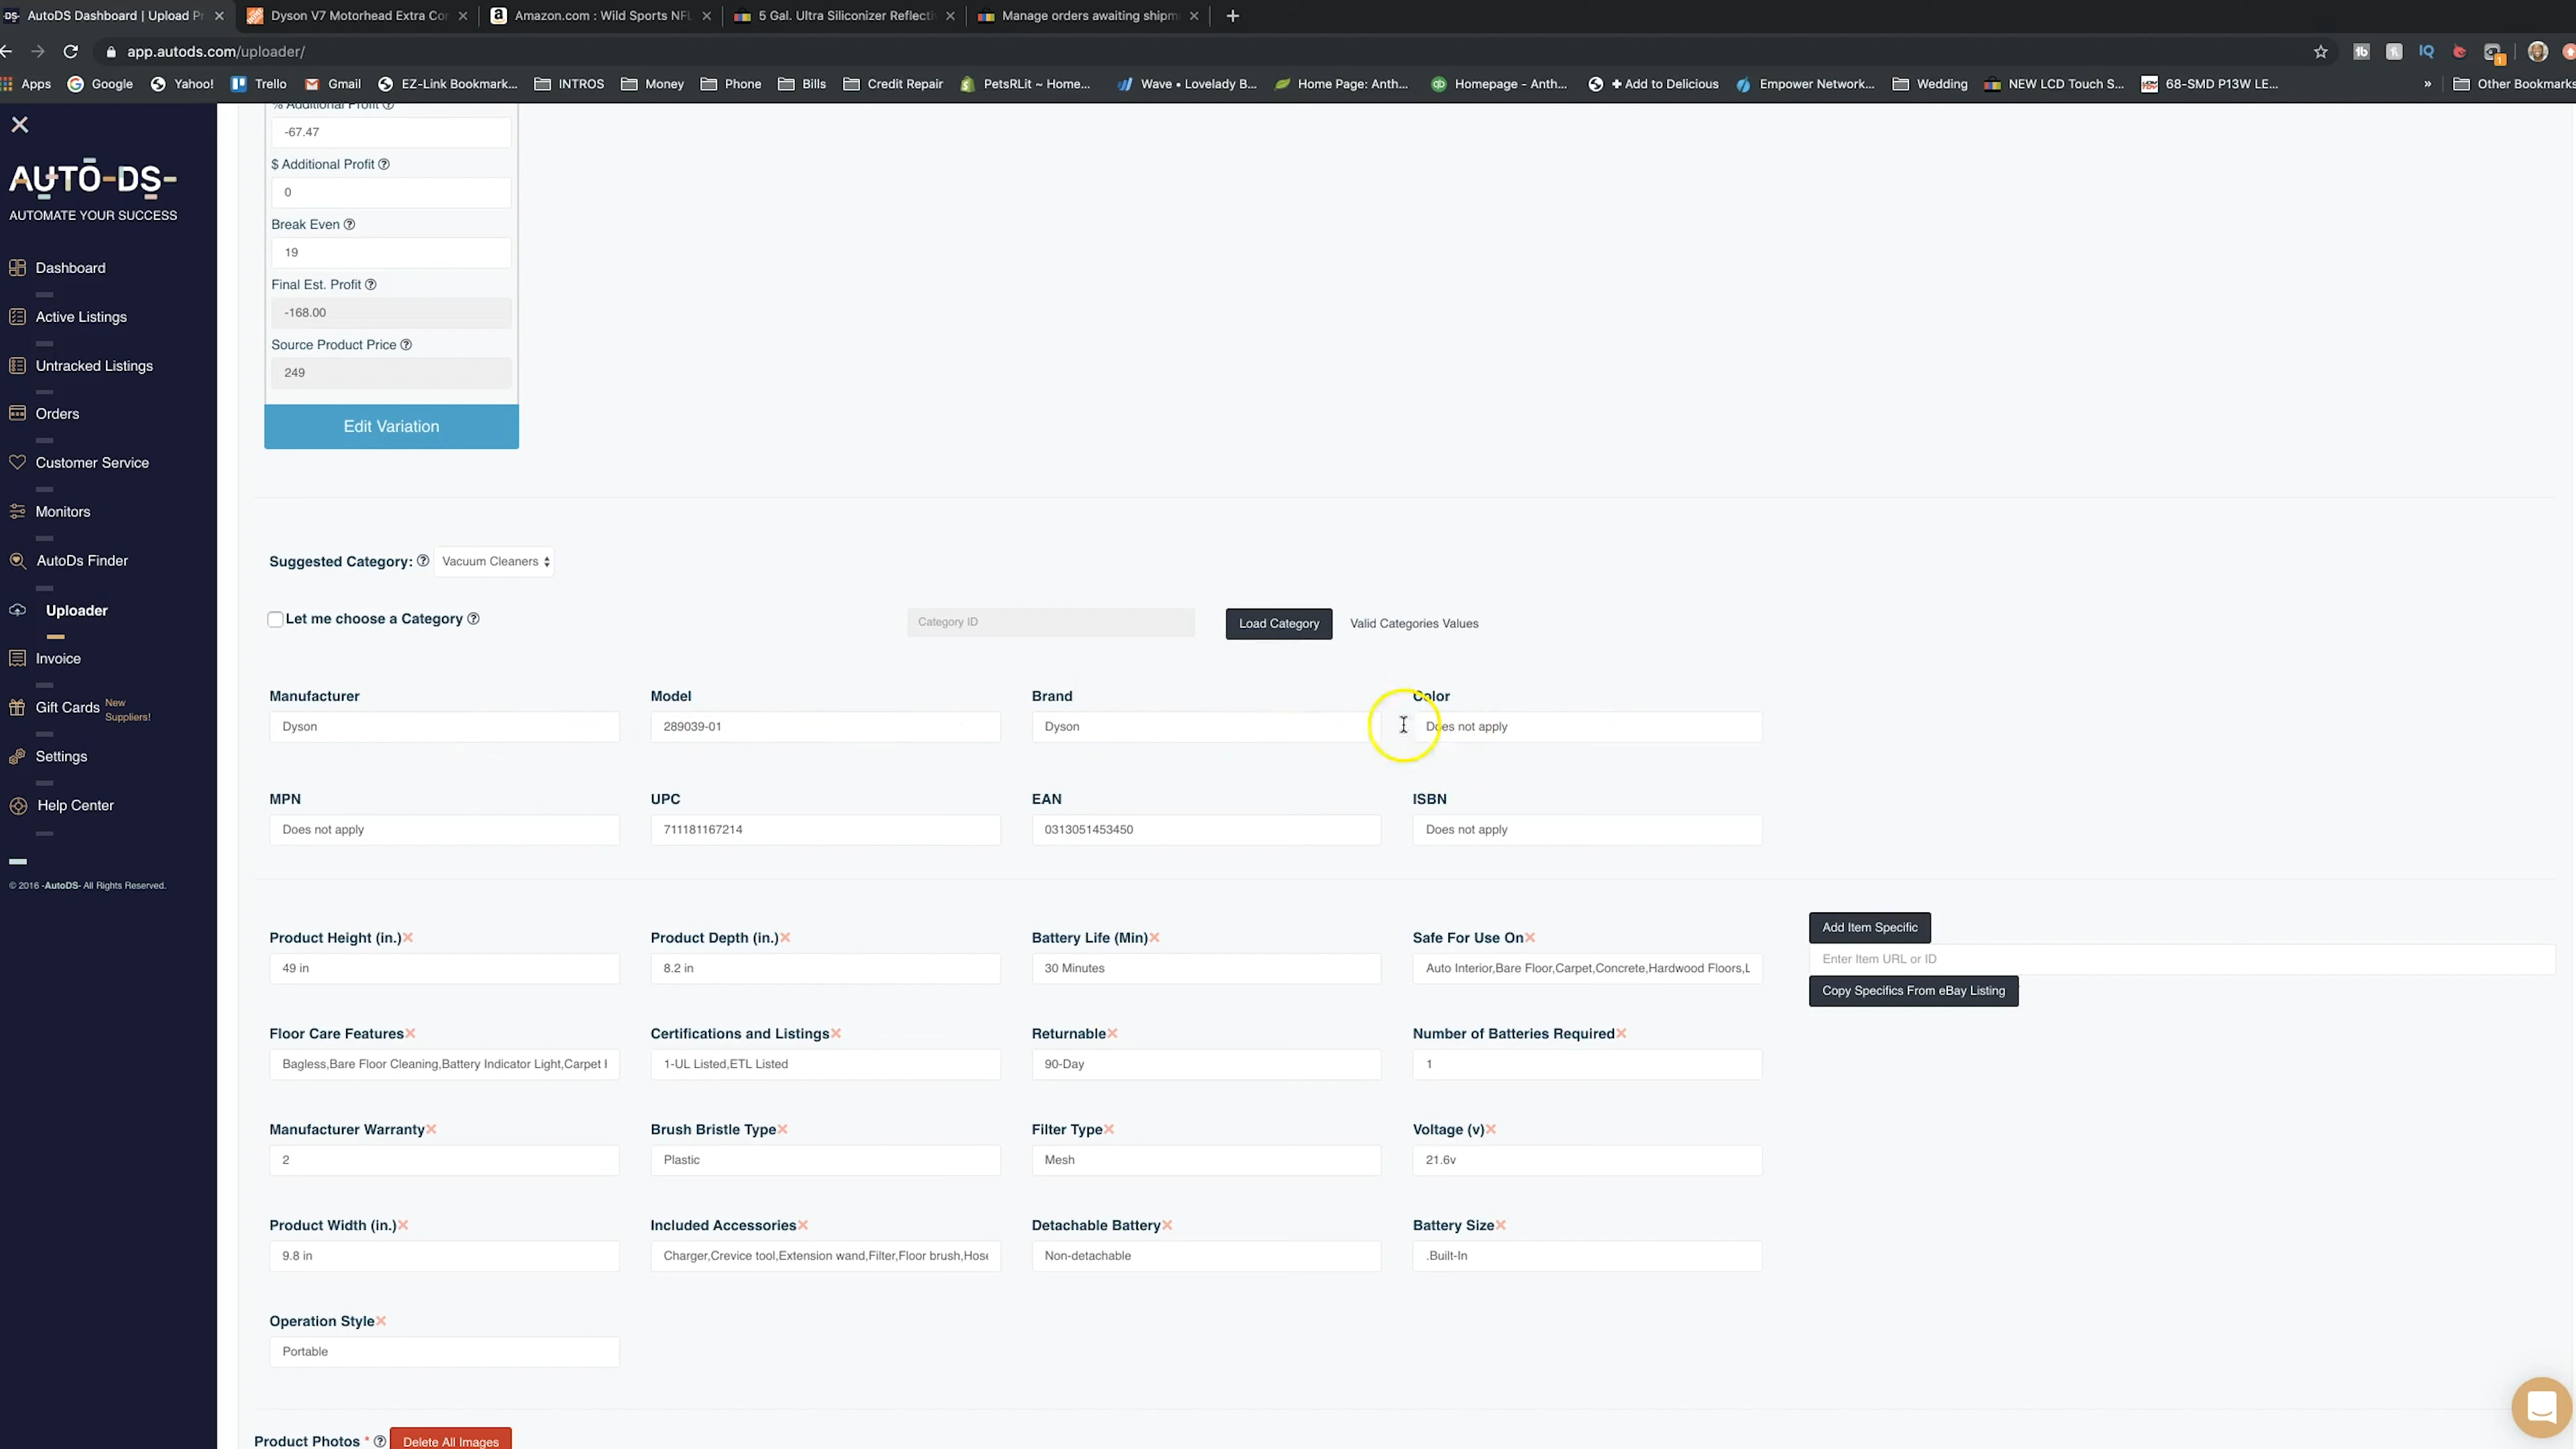 AutoDS Dashboard | Upload Pr
Dyson V7 Motorhead Extra Cor
Amazon.com : Wild Sports NFL
5 Gal. Ultra Siliconizer Reflectiv
Manage orders awaiting shipme
app.autods.com/uploader/
Apps
Google
Yahoo!
Trello
Gmail
EZ-Link Bookmark...
INTROS
Money
Phone
Bills
Credit Repair
PetsRLit ~ Home...
Wave • Lovelady B...
Home Page: Anth...
Homepage - Anth...
+ Add to Delicious
Empower Network...
Wedding
NEW LCD Touch S...
68-SMD P13W LE...
»
Other Bookmarks
AUTO-DS-
AUTOMATE YOUR SUCCESS
Dashboard
Active Listings
Untracked Listings
Orders
Customer Service
Monitors
AutoDs Finder
Uploader
Invoice
Gift Cards New Suppliers!
Settings
Help Center
© 2016 -AutoDS- All Rights Reserved.
% Additional Profit
-67.47
$ Additional Profit
0
Break Even
19
Final Est. Profit
-168.00
Source Product Price
249
Edit Variation
Suggested Category: Vacuum Cleaners
Let me choose a Category
Category ID
Load Category
Valid Categories Values
Manufacturer Model Brand Color
Dyson 289039-01 Dyson Does not apply
MPN UPC EAN ISBN
Does not apply 711181167214 0313051453450 Does not apply
Product Height (in.) Product Depth (in.) Battery Life (Min) Safe For Use On
49 in 8.2 in 30 Minutes Auto Interior,Bare Floor,Carpet,Concrete,Hardwood Floors,L
Add Item Specific
Enter Item URL or ID
Copy Specifics From eBay Listing
Floor Care Features Certifications and Listings Returnable Number of Batteries Required
Bagless,Bare Floor Cleaning,Battery Indicator Light,Carpet 1-UL Listed,ETL Listed 90-Day 1
Manufacturer Warranty Brush Bristle Type Filter Type Voltage (v)
2 Plastic Mesh 21.6v
Product Width (in.) Included Accessories Detachable Battery Battery Size
9.8 in Charger,Crevice tool,Extension wand,Filter,Floor brush,Hose Non-detachable .Built-In
Operation Style
Portable
Product Photos * Delete All Images